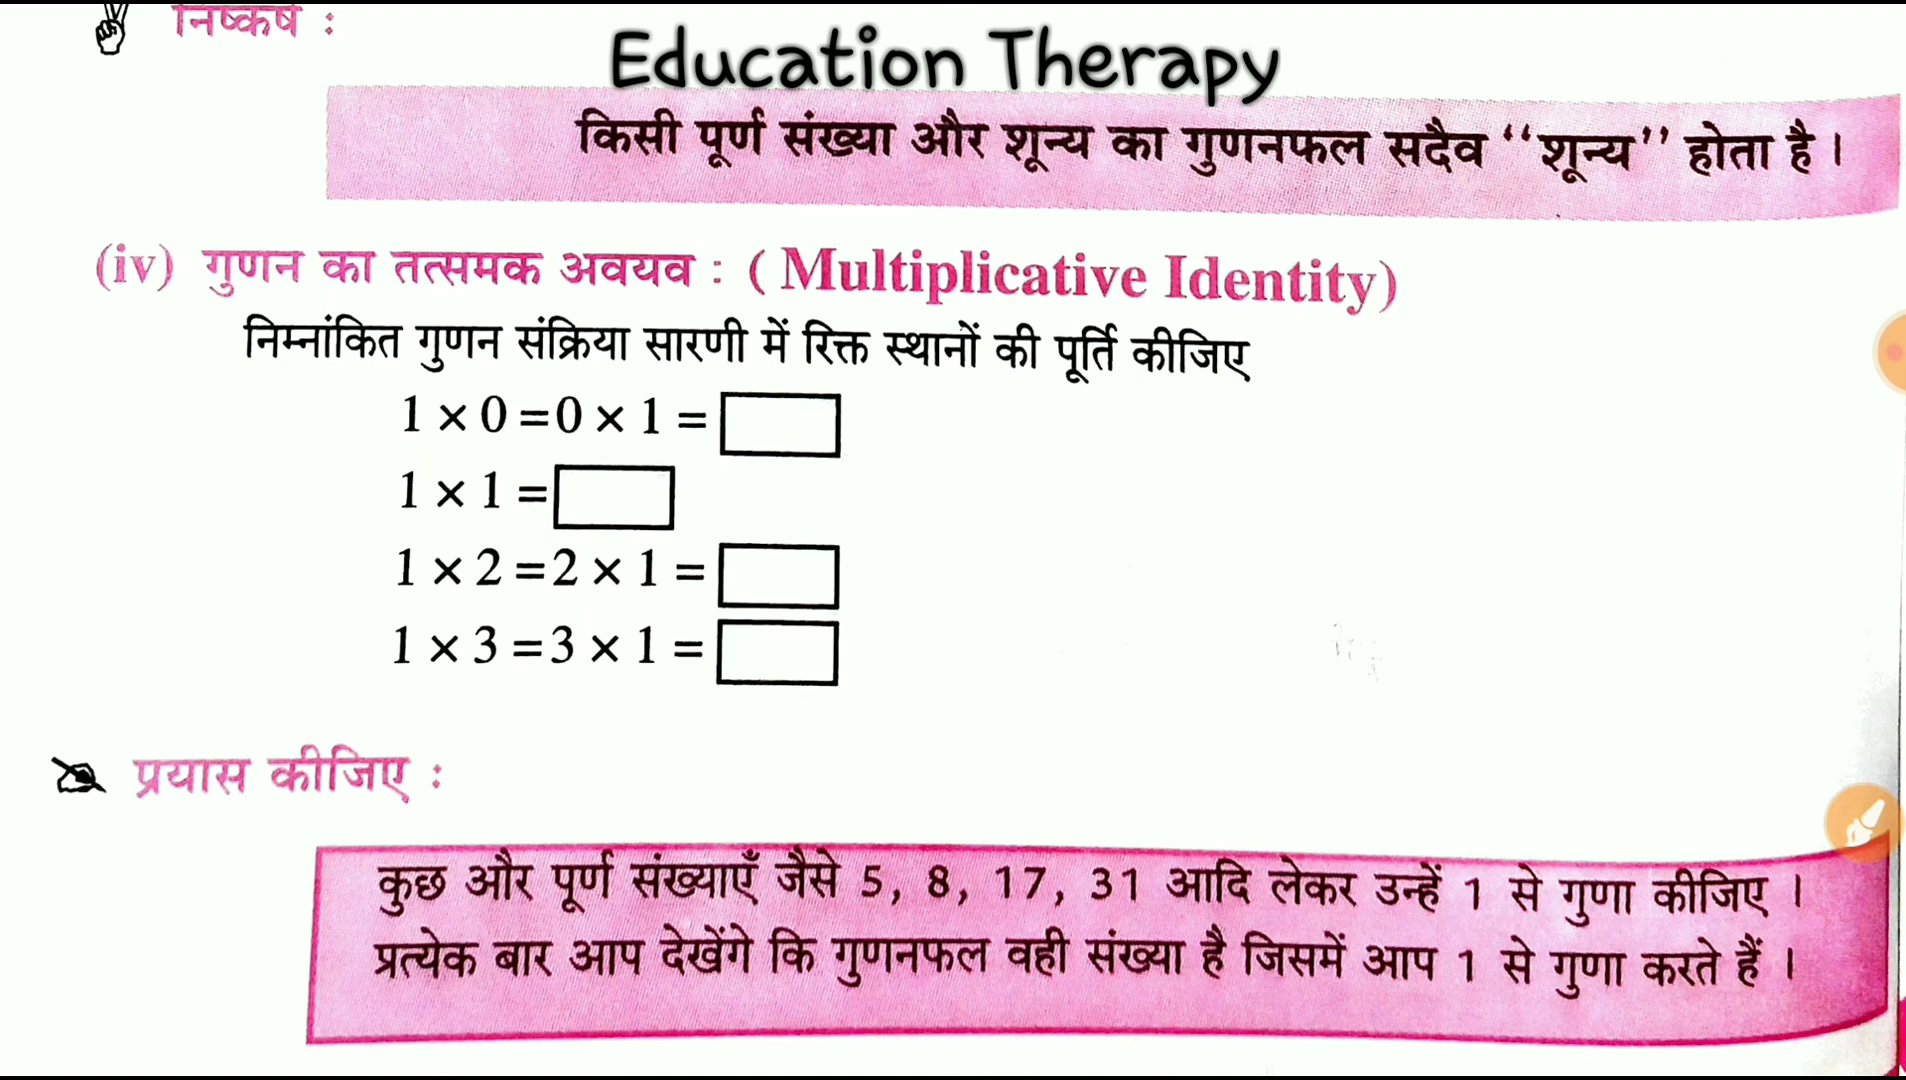 निष्कर्ष :
Education Therapy
किसी पूर्ण संख्या और शून्य का गुणनफल सदैव ‘‘शून्य’’ होता है ।
(iv) गुणन का तत्समक अवयव : ( Multiplicative Identity)
निम्नांकित गुणन संक्रिया सारणी में रिक्त स्थानों की पूर्ति कीजिए
1 × 0 = 0 × 1 =
1 × 1 =
1 × 2 = 2 × 1 =
1 × 3 = 3 × 1 =
प्रयास कीजिए :
कुछ और पूर्ण संख्याएँ जैसे 5, 8, 17, 31 आदि लेकर उन्हें 1 से गुणा कीजिए ।
प्रत्येक बार आप देखेंगे कि गुणनफल वही संख्या है जिसमें आप 1 से गुणा करते हैं ।